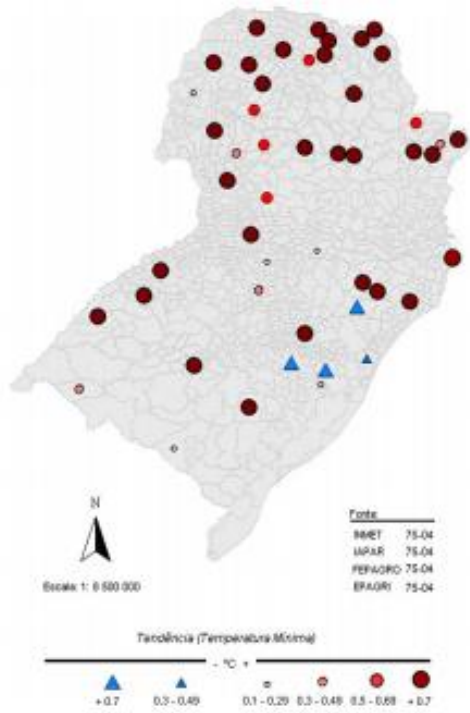 N
Escala: 1: 8 500.000
Fonte
INMET 75-04
IAPAR 75-04
FEPAGRO 75-04
EPAGRI 75-04
Tendência (Temperatura Mínima)
- ºC +
+ 0.7 0.3 - 0.49 0.1 - 0.29 0.3 - 0.49 0.5 - 0.69 + 0.7